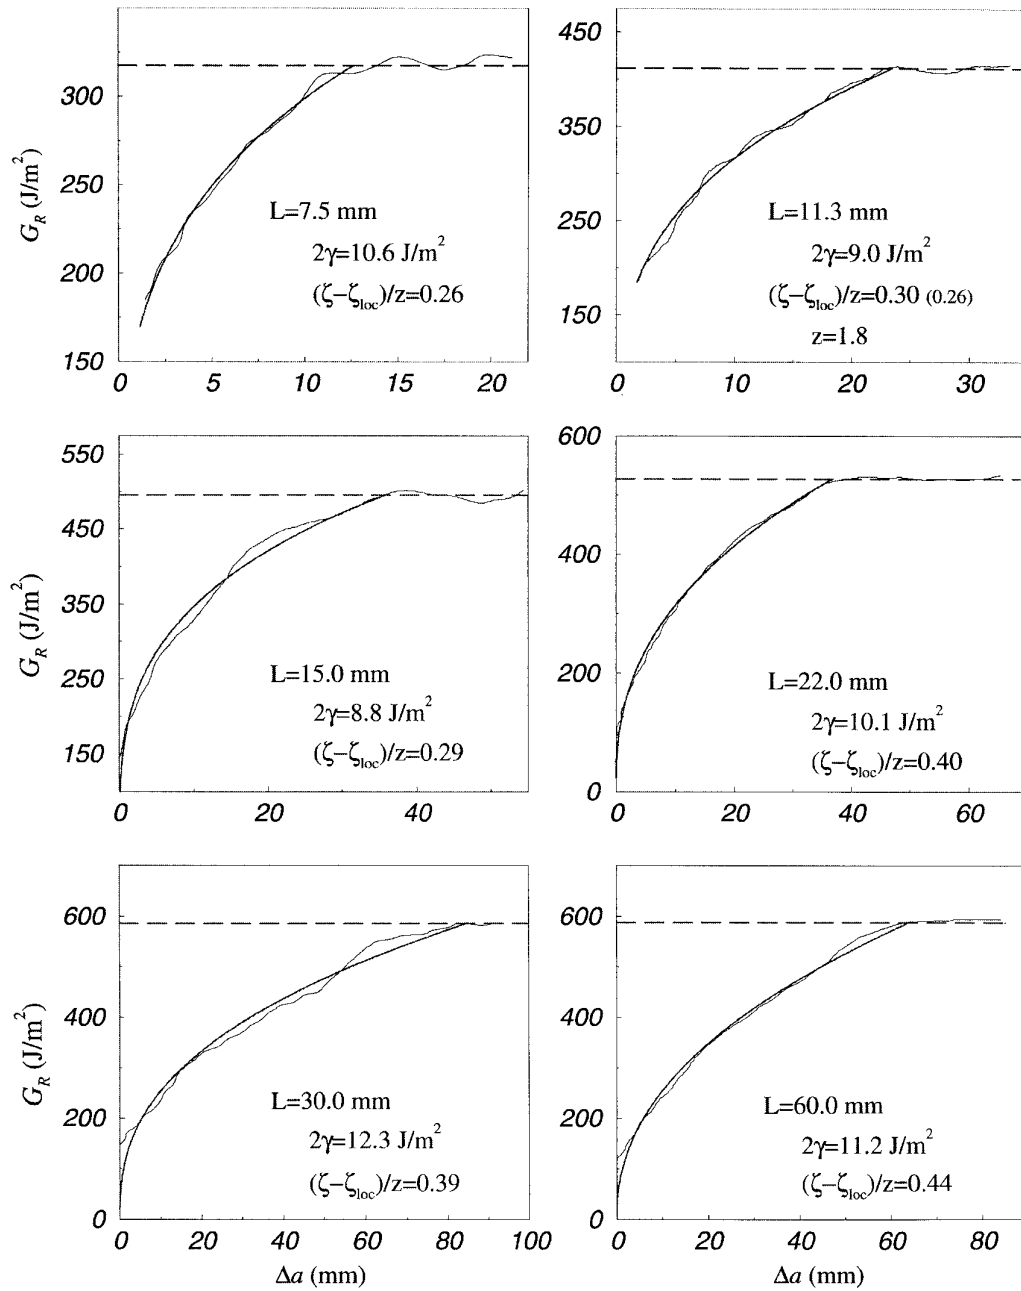 G_R (J/m²)
300
250
200
150
0
5
10
15
20
L=7.5 mm
2γ=10.6 J/m²
(ζ−ζ_loc)/z=0.26
450
350
250
150
0
10
20
30
L=11.3 mm
2γ=9.0 J/m²
(ζ−ζ_loc)/z=0.30 (0.26)
z=1.8
G_R (J/m²)
550
450
350
250
150
0
20
40
L=15.0 mm
2γ=8.8 J/m²
(ζ−ζ_loc)/z=0.29
600
400
200
0
0
20
40
60
L=22.0 mm
2γ=10.1 J/m²
(ζ−ζ_loc)/z=0.40
G_R (J/m²)
600
400
200
0
0
20
40
60
80
100
L=30.0 mm
2γ=12.3 J/m²
(ζ−ζ_loc)/z=0.39
Δa (mm)
600
400
200
0
0
20
40
60
80
L=60.0 mm
2γ=11.2 J/m²
(ζ−ζ_loc)/z=0.44
Δa (mm)